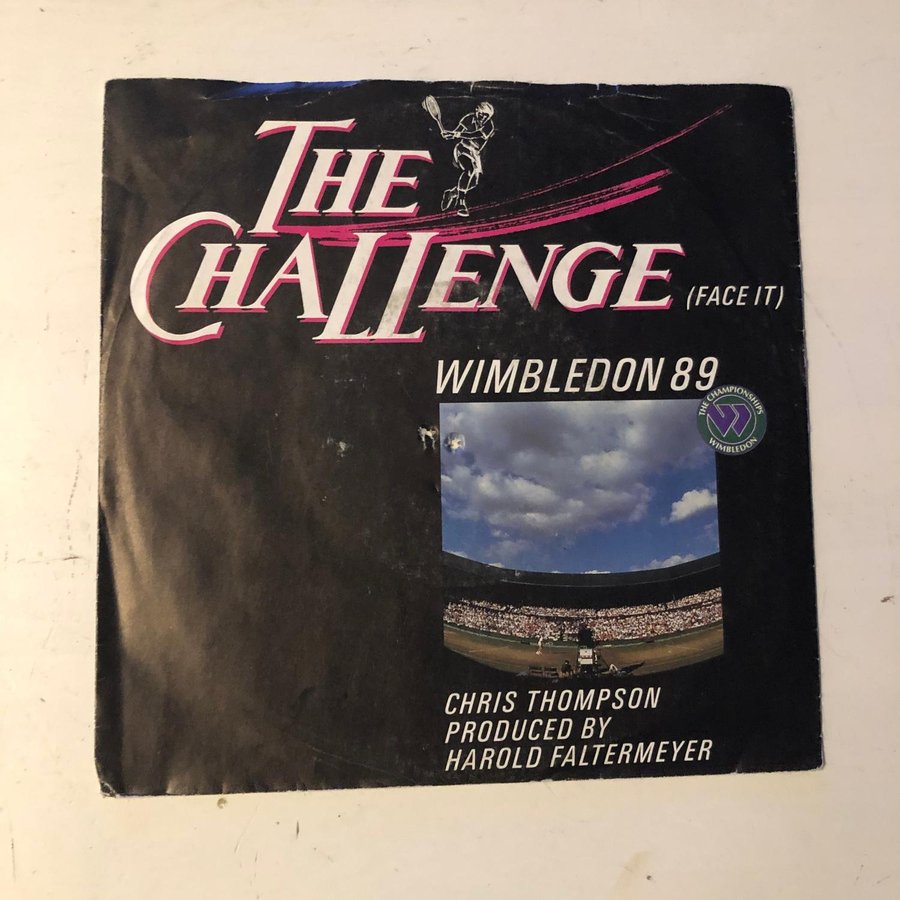 THE
CHALLENGE (FACE IT)
WIMBLEDON 89
THE CHAMPIONSHIPS
WIMBLEDON
CHRIS THOMPSON
PRODUCED BY
HAROLD FALTERMEYER